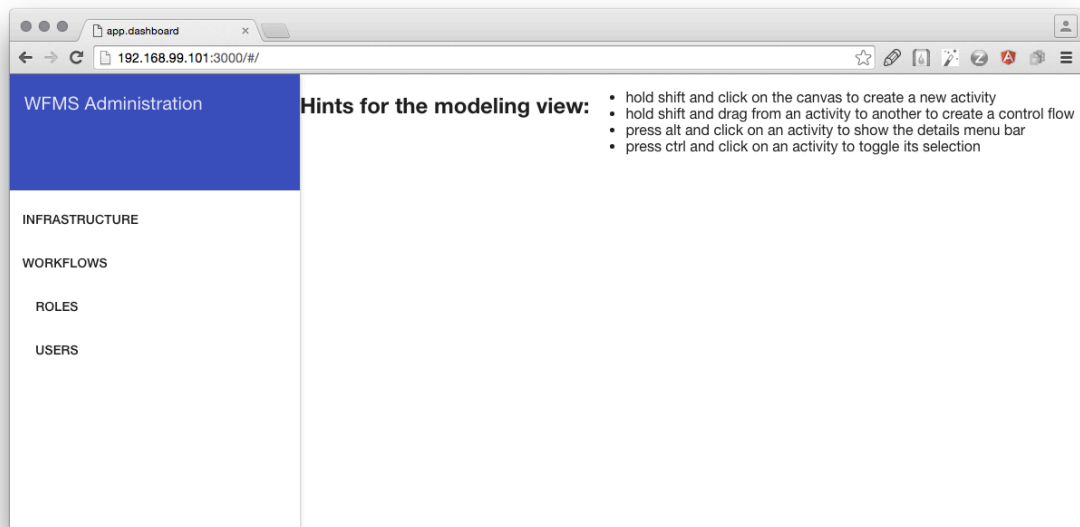 app.dashboard
192.168.99.101:3000/#/
WFMS Administration
INFRASTRUCTURE
WORKFLOWS
ROLES
USERS
Hints for the modeling view:
hold shift and click on the canvas to create a new activity
hold shift and drag from an activity to another to create a control flow
press alt and click on an activity to show the details menu bar
press ctrl and click on an activity to toggle its selection